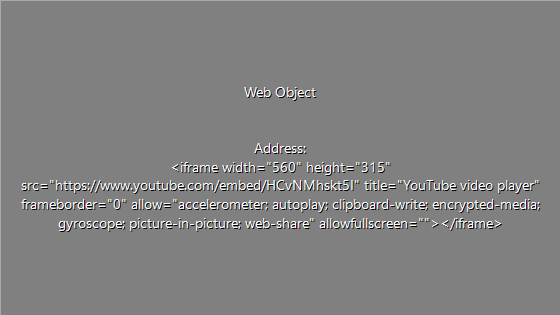 Web Object
Address:
<iframe width="560" height="315"
src="https://www.youtube.com/embed/HCvNMhskt5I" title="YouTube video player"
frameborder="0" allow="accelerometer; autoplay; clipboard-write; encrypted-media;
gyroscope; picture-in-picture; web-share" allowfullscreen=""></iframe>